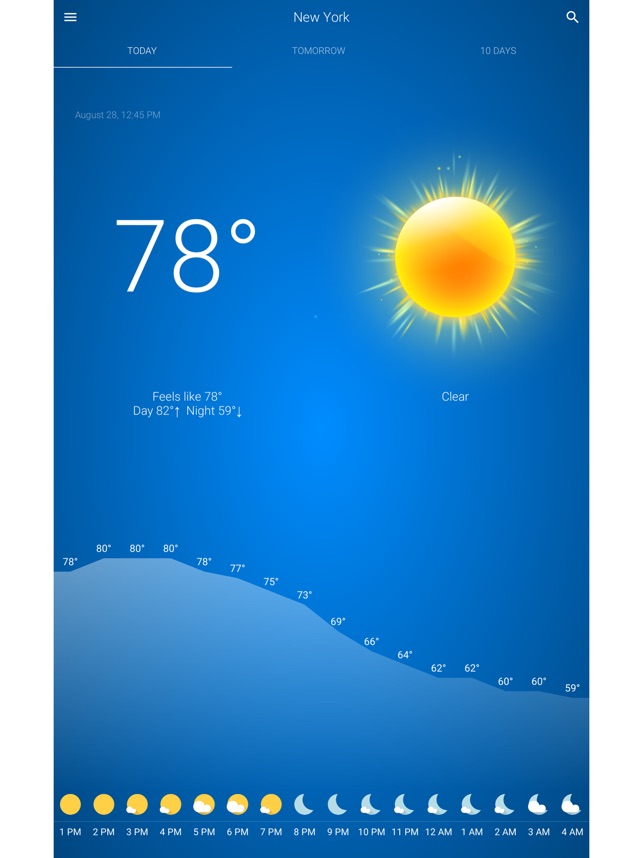 New York
TODAY TOMORROW 10 DAYS
August 28, 12:45 PM
78°
Feels like 78°
Day 82°↑ Night 59°↓
Clear
78° 80° 80° 80° 78° 77° 75° 73° 69° 66° 64° 62° 62° 60° 60° 59°
1 PM 2 PM 3 PM 4 PM 5 PM 6 PM 7 PM 8 PM 9 PM 10 PM 11 PM 12 AM 1 AM 2 AM 3 AM 4 AM